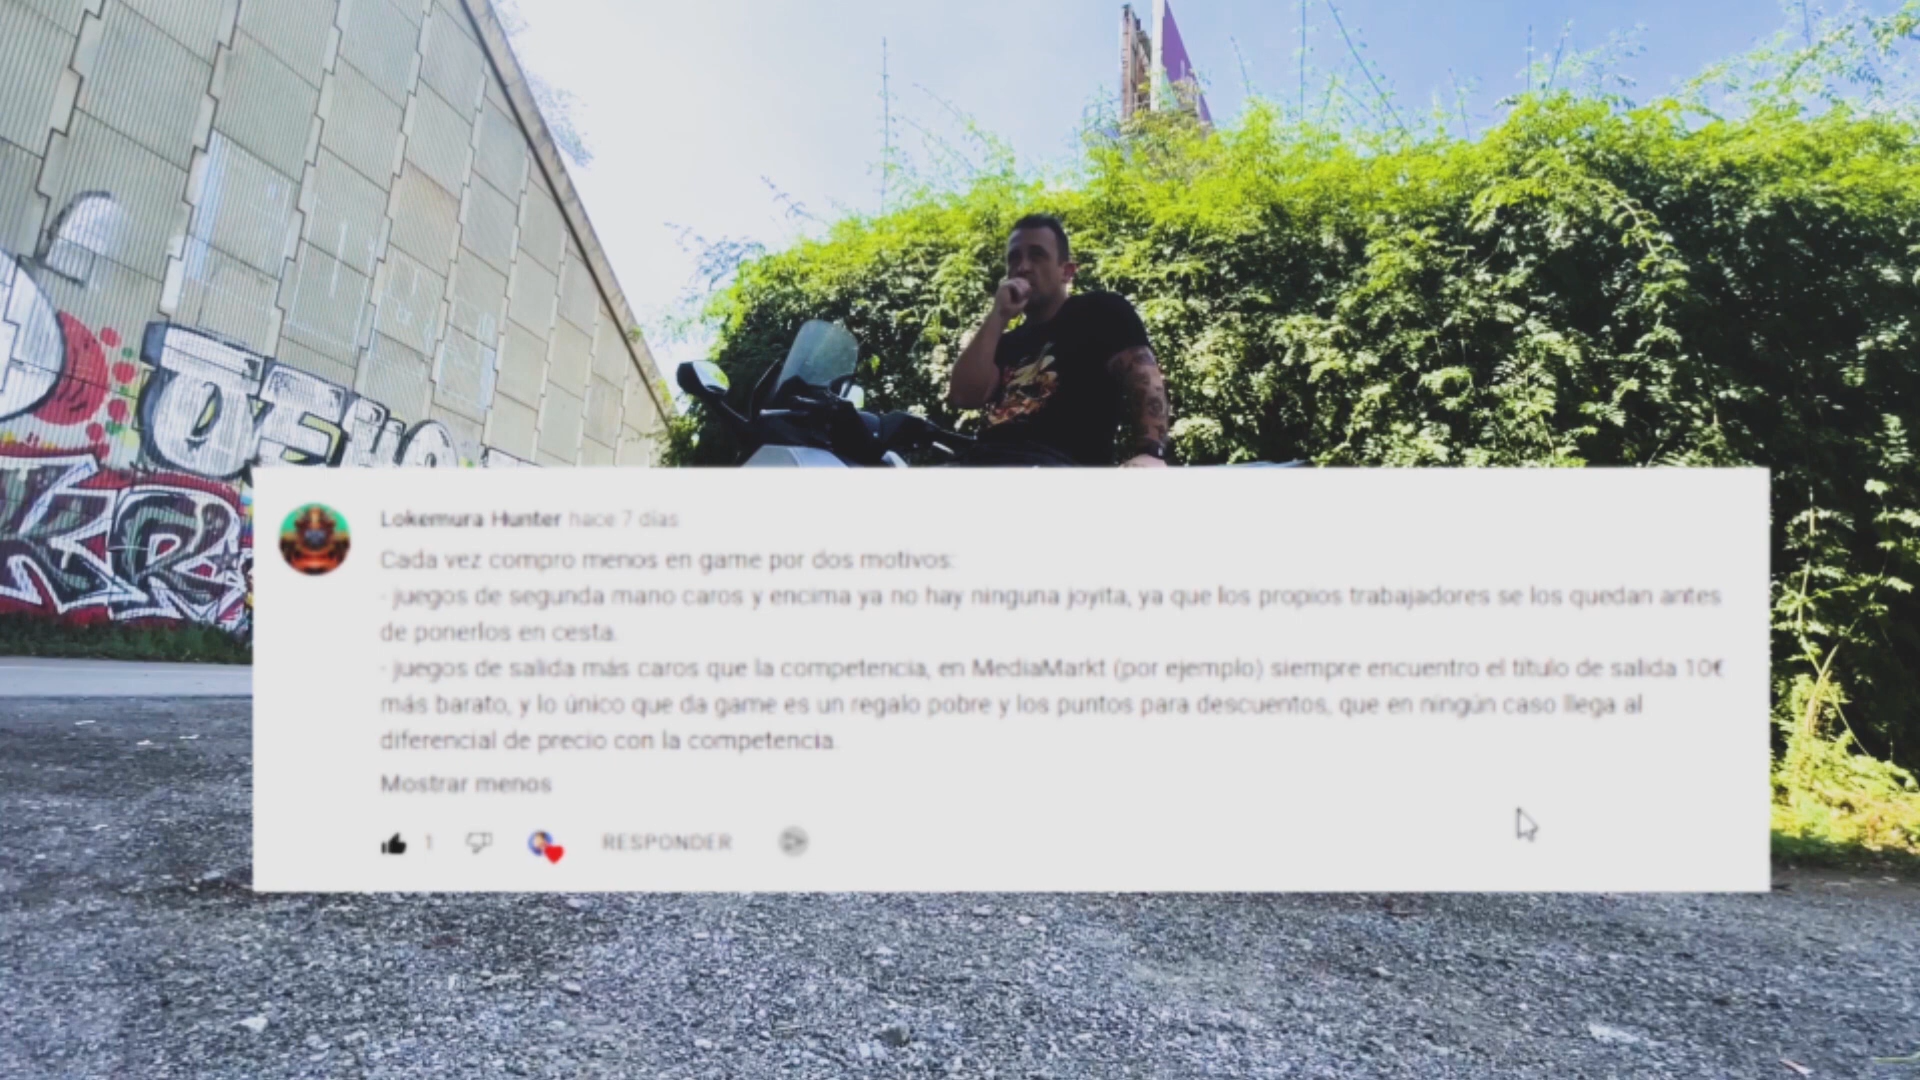 Lokemura Hunter hace 7 días
Cada vez compro menos en game por dos motivos:
- juegos de segunda mano caros y encima ya no hay ninguna joyita, ya que los propios trabajadores se los quedan antes
de ponerlos en cesta.
- juegos de salida más caros que la competencia, en MediaMarkt (por ejemplo) siempre encuentro el título de salida 10€
más barato, y lo único que da game es un regalo pobre y los puntos para descuentos, que en ningún caso llega al
diferencial de precio con la competencia.
Mostrar menos
1 RESPONDER